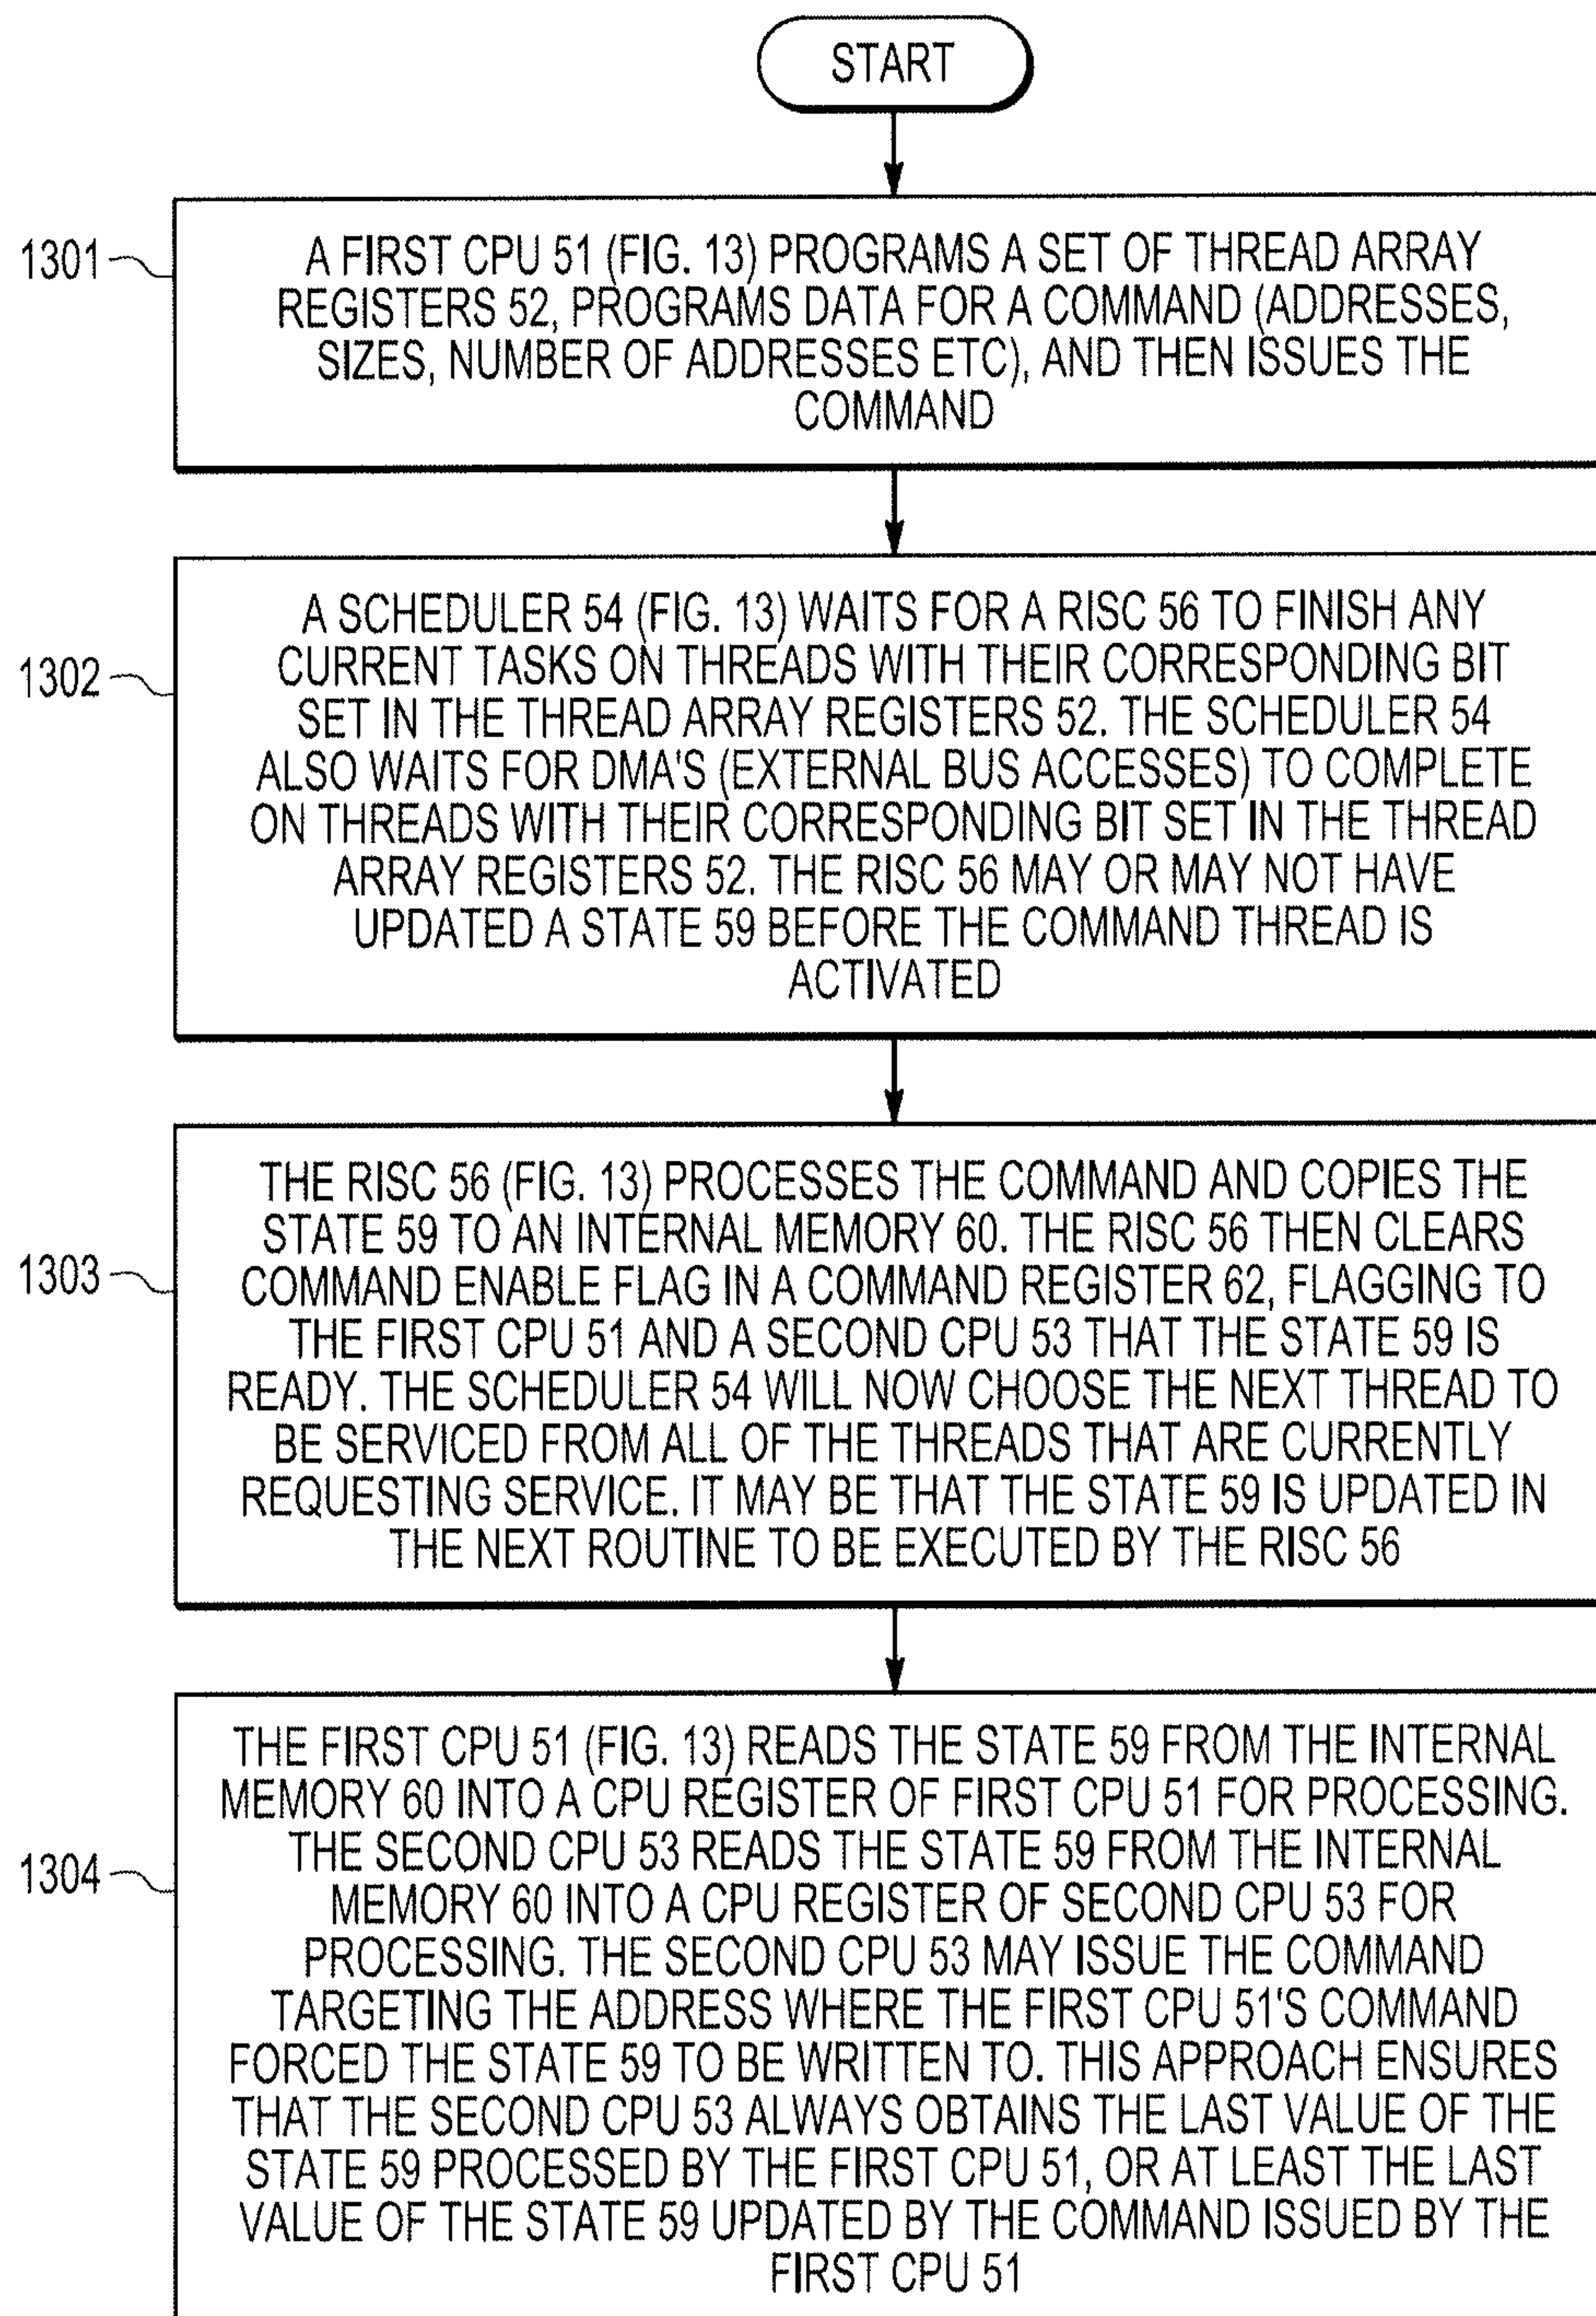 START
1301
A FIRST CPU 51 (FIG. 13) PROGRAMS A SET OF THREAD ARRAY
REGISTERS 52, PROGRAMS DATA FOR A COMMAND (ADDRESSES,
SIZES, NUMBER OF ADDRESSES ETC), AND THEN ISSUES THE
COMMAND
1302
A SCHEDULER 54 (FIG. 13) WAITS FOR A RISC 56 TO FINISH ANY
CURRENT TASKS ON THREADS WITH THEIR CORRESPONDING BIT
SET IN THE THREAD ARRAY REGISTERS 52. THE SCHEDULER 54
ALSO WAITS FOR DMA'S (EXTERNAL BUS ACCESSES) TO COMPLETE
ON THREADS WITH THEIR CORRESPONDING BIT SET IN THE THREAD
ARRAY REGISTERS 52. THE RISC 56 MAY OR MAY NOT HAVE
UPDATED A STATE 59 BEFORE THE COMMAND THREAD IS
ACTIVATED
1303
THE RISC 56 (FIG. 13) PROCESSES THE COMMAND AND COPIES THE
STATE 59 TO AN INTERNAL MEMORY 60. THE RISC 56 THEN CLEARS
COMMAND ENABLE FLAG IN A COMMAND REGISTER 62, FLAGGING TO
THE FIRST CPU 51 AND A SECOND CPU 53 THAT THE STATE 59 IS
READY. THE SCHEDULER 54 WILL NOW CHOOSE THE NEXT THREAD TO
BE SERVICED FROM ALL OF THE THREADS THAT ARE CURRENTLY
REQUESTING SERVICE. IT MAY BE THAT THE STATE 59 IS UPDATED IN
THE NEXT ROUTINE TO BE EXECUTED BY THE RISC 56
1304
THE FIRST CPU 51 (FIG. 13) READS THE STATE 59 FROM THE INTERNAL
MEMORY 60 INTO A CPU REGISTER OF FIRST CPU 51 FOR PROCESSING.
THE SECOND CPU 53 READS THE STATE 59 FROM THE INTERNAL
MEMORY 60 INTO A CPU REGISTER OF SECOND CPU 53 FOR
PROCESSING. THE SECOND CPU 53 MAY ISSUE THE COMMAND
TARGETING THE ADDRESS WHERE THE FIRST CPU 51'S COMMAND
FORCED THE STATE 59 TO BE WRITTEN TO. THIS APPROACH ENSURES
THAT THE SECOND CPU 53 ALWAYS OBTAINS THE LAST VALUE OF THE
STATE 59 PROCESSED BY THE FIRST CPU 51, OR AT LEAST THE LAST
VALUE OF THE STATE 59 UPDATED BY THE COMMAND ISSUED BY THE
FIRST CPU 51